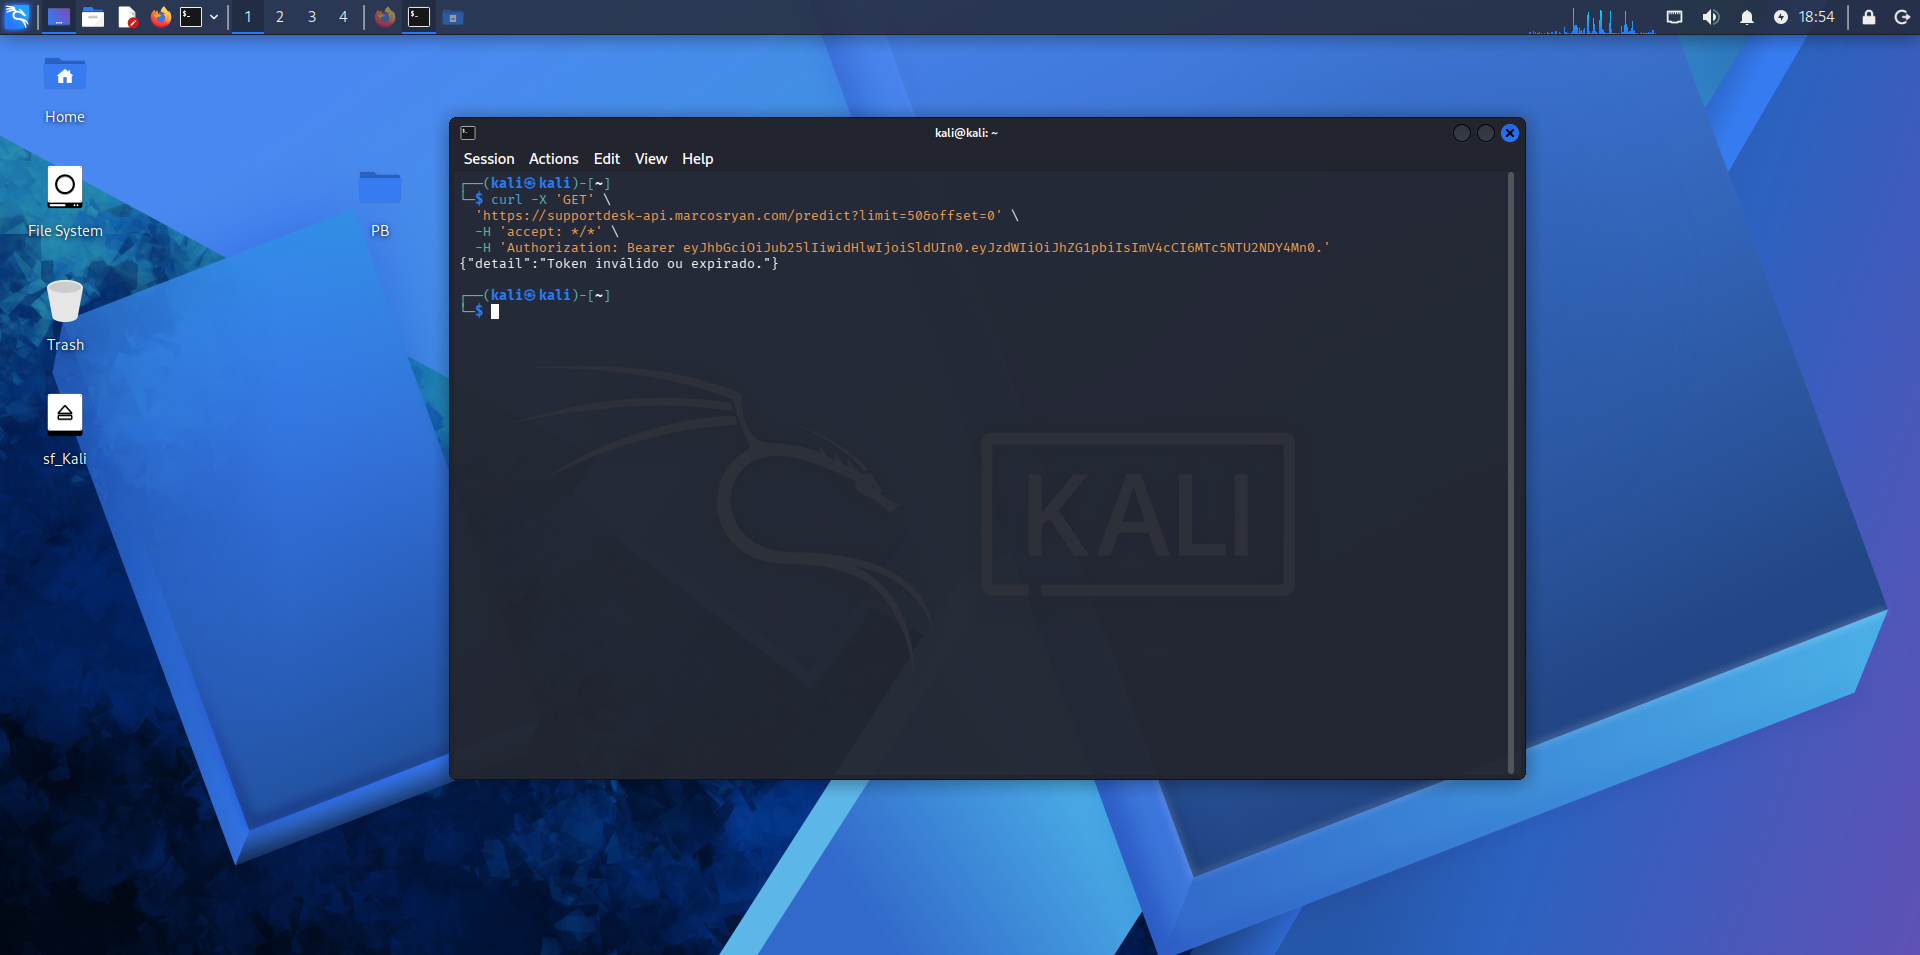 1 2 3 4
18:54
Home
File System
PB
Trash
sf_Kali
kali@kali: ~
Session Actions Edit View Help
┌──(kali㉿kali)-[~]
└─$ curl -X 'GET' \
'https://supportdesk-api.marcosryan.com/predict?limit=50&offset=0' \
-H 'accept: */*' \
-H 'Authorization: Bearer eyJhbGciOiJub25lIiwidHlwIjoiSldUIn0.eyJzdWIiOiJhZG1pbiIsImV4cCI6MTc5NTU2NDY4Mn0.'
{"detail":"Token inválido ou expirado."}
┌──(kali㉿kali)-[~]
└─$
KALI